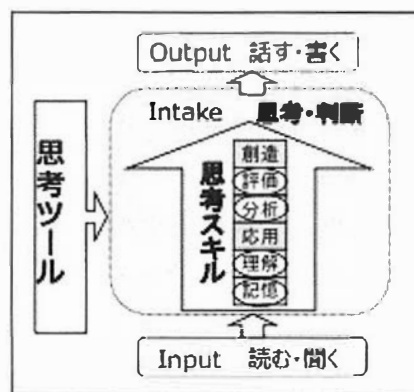 Output 話す・書く
Intake 思考・判断
思考ツール
思考スキル
創造
評価
分析
応用
理解
記憶
Input 読む・聞く